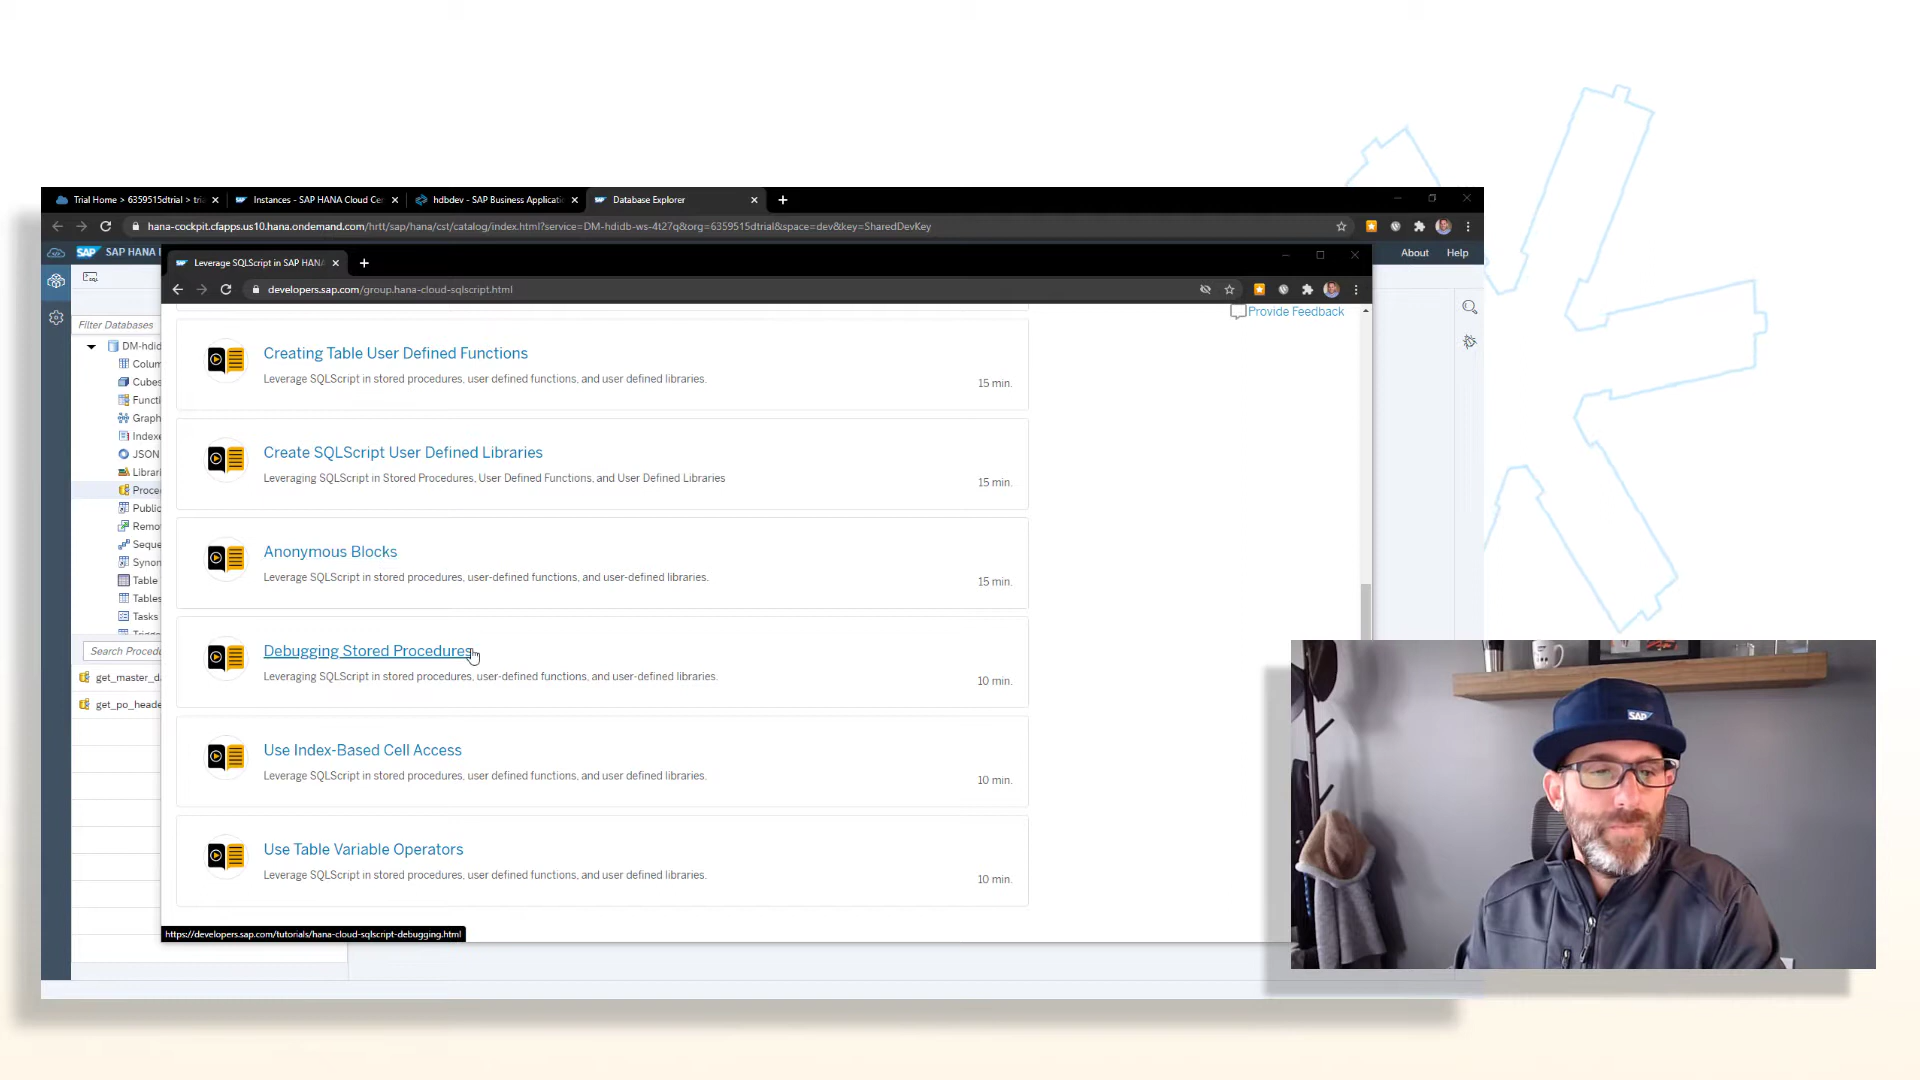 Trial Home > 6359515dtrial > tri
Instances - SAP HANA Cloud Ce
hdbdev - SAP Business Applicati
Database Explorer
hana-cockpit.cfapps.us10.hana.ondemand.com/hrtt/sap/hana/cst/catalog/index.html?service=DM-hdidb-ws-4t27q&org=6359515dtrial&space=dev&key=SharedDevKey
SAP SAP HANA
About Help
Leverage SQLScript in SAP HANA
developers.sap.com/group.hana-cloud-sqlscript.html
Filter Databases
DM-hdid
Colum
Cubes
Functi
Graph
Indexe
JSON
Librari
Proce
Public
Remo
Seque
Synon
Table
Tables
Tasks
Search Procedu
get_master_da
get_po_heade
Provide Feedback
Creating Table User Defined Functions
Leverage SQLScript in stored procedures, user defined functions, and user defined libraries.
15 min.
Create SQLScript User Defined Libraries
Leveraging SQLScript in Stored Procedures, User Defined Functions, and User Defined Libraries
15 min.
Anonymous Blocks
Leverage SQLScript in stored procedures, user-defined functions, and user-defined libraries.
15 min.
Debugging Stored Procedures
Leveraging SQLScript in stored procedures, user-defined functions, and user-defined libraries.
10 min.
Use Index-Based Cell Access
Leverage SQLScript in stored procedures, user defined functions, and user defined libraries.
10 min.
Use Table Variable Operators
Leverage SQLScript in stored procedures, user defined functions, and user defined libraries.
10 min.
https://developers.sap.com/tutorials/hana-cloud-sqlscript-debugging.html
SAP